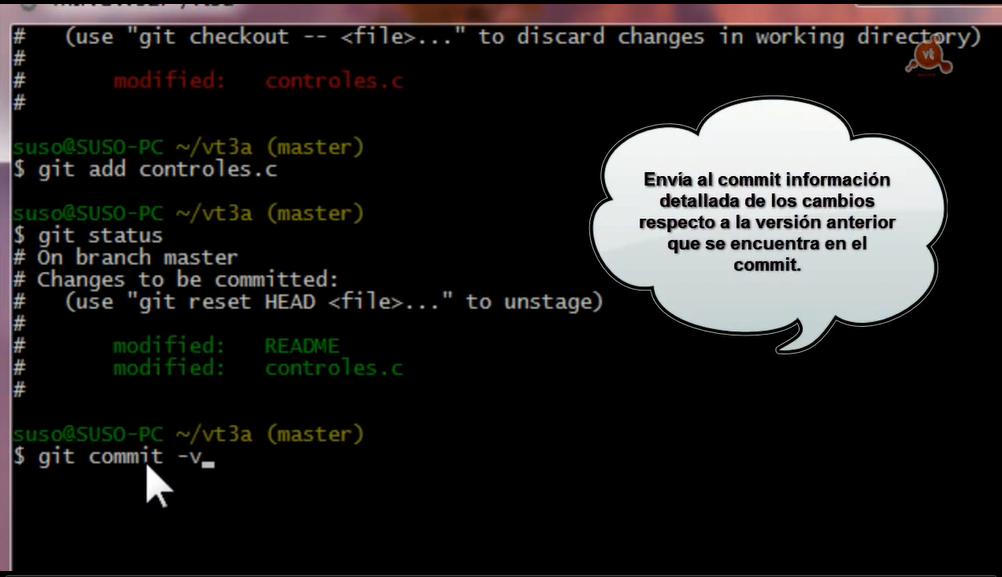 # (use "git checkout -- <file>..." to discard changes in working directory)
#
# modified: controles.c
#
suso@SUSO-PC ~/vt3a (master)
$ git add controles.c
suso@SUSO-PC ~/vt3a (master)
$ git status
# On branch master
# Changes to be committed:
# (use "git reset HEAD <file>..." to unstage)
#
# modified: README
# modified: controles.c
#
suso@SUSO-PC ~/vt3a (master)
$ git commit -v
vt
Envia al commit información
detallada de los cambios
respecto a la versión anterior
que se encuentra en el
commit.